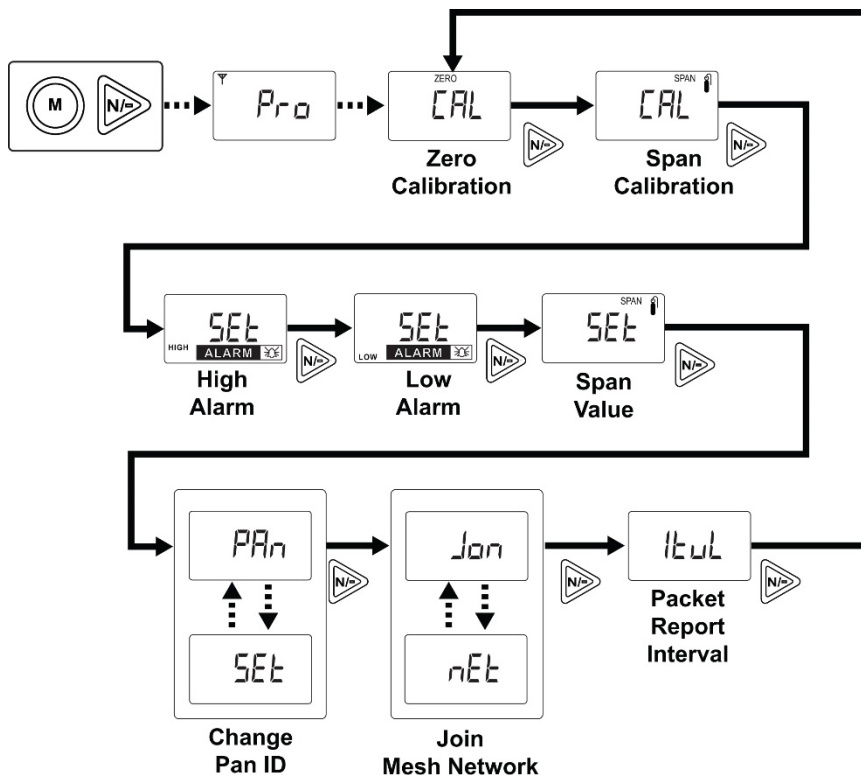 M N/-
Pro
ZERO
CAL
SPAN
CAL
Zero
Calibration
N/-
Span
Calibration
N/-
SEt
HIGH ALARM
High
Alarm
N/-
SEt
LOW ALARM
Low
Alarm
N/-
SPAN
SEt
Span
Value
N/-
PAn
SEt
Change
Pan ID
N/-
Jon
nEt
Join
Mesh Network
N/-
ItuL
Packet
Report
Interval
N/-